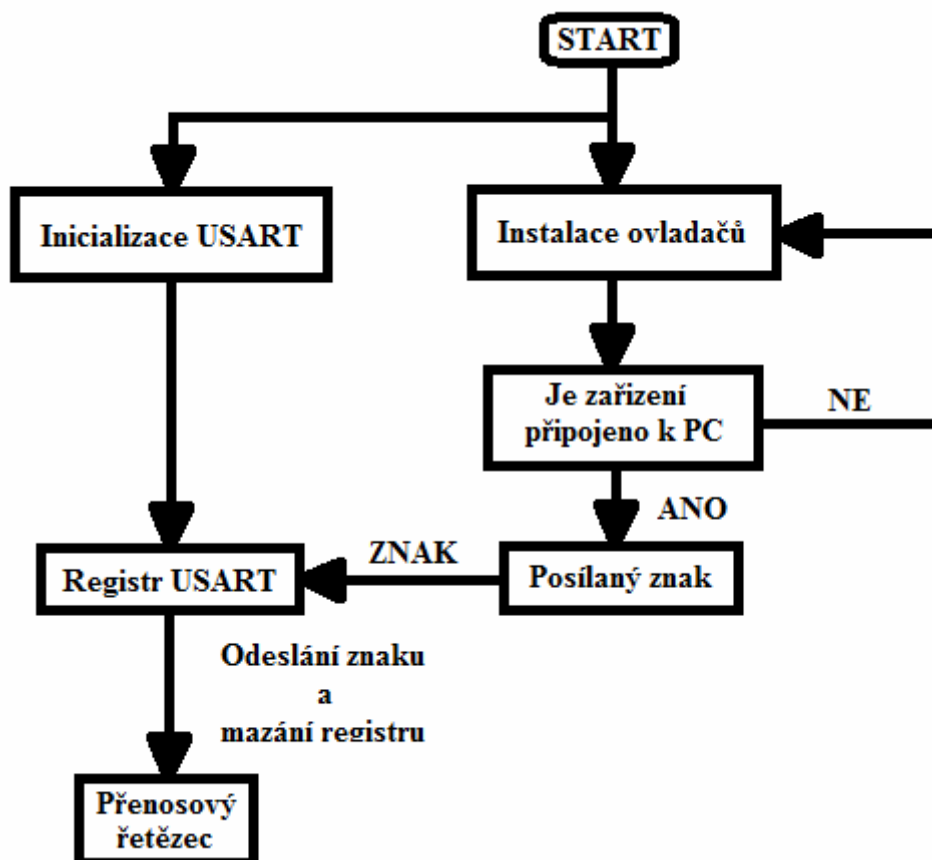 START
Inicializace USART
Instalace ovladačů
Je zařizení
připojeno k PC
NE
ANO
ZNAK
Registr USART
Posílaný znak
Odeslání znaku
a
mazání registru
Přenosový
řetězec